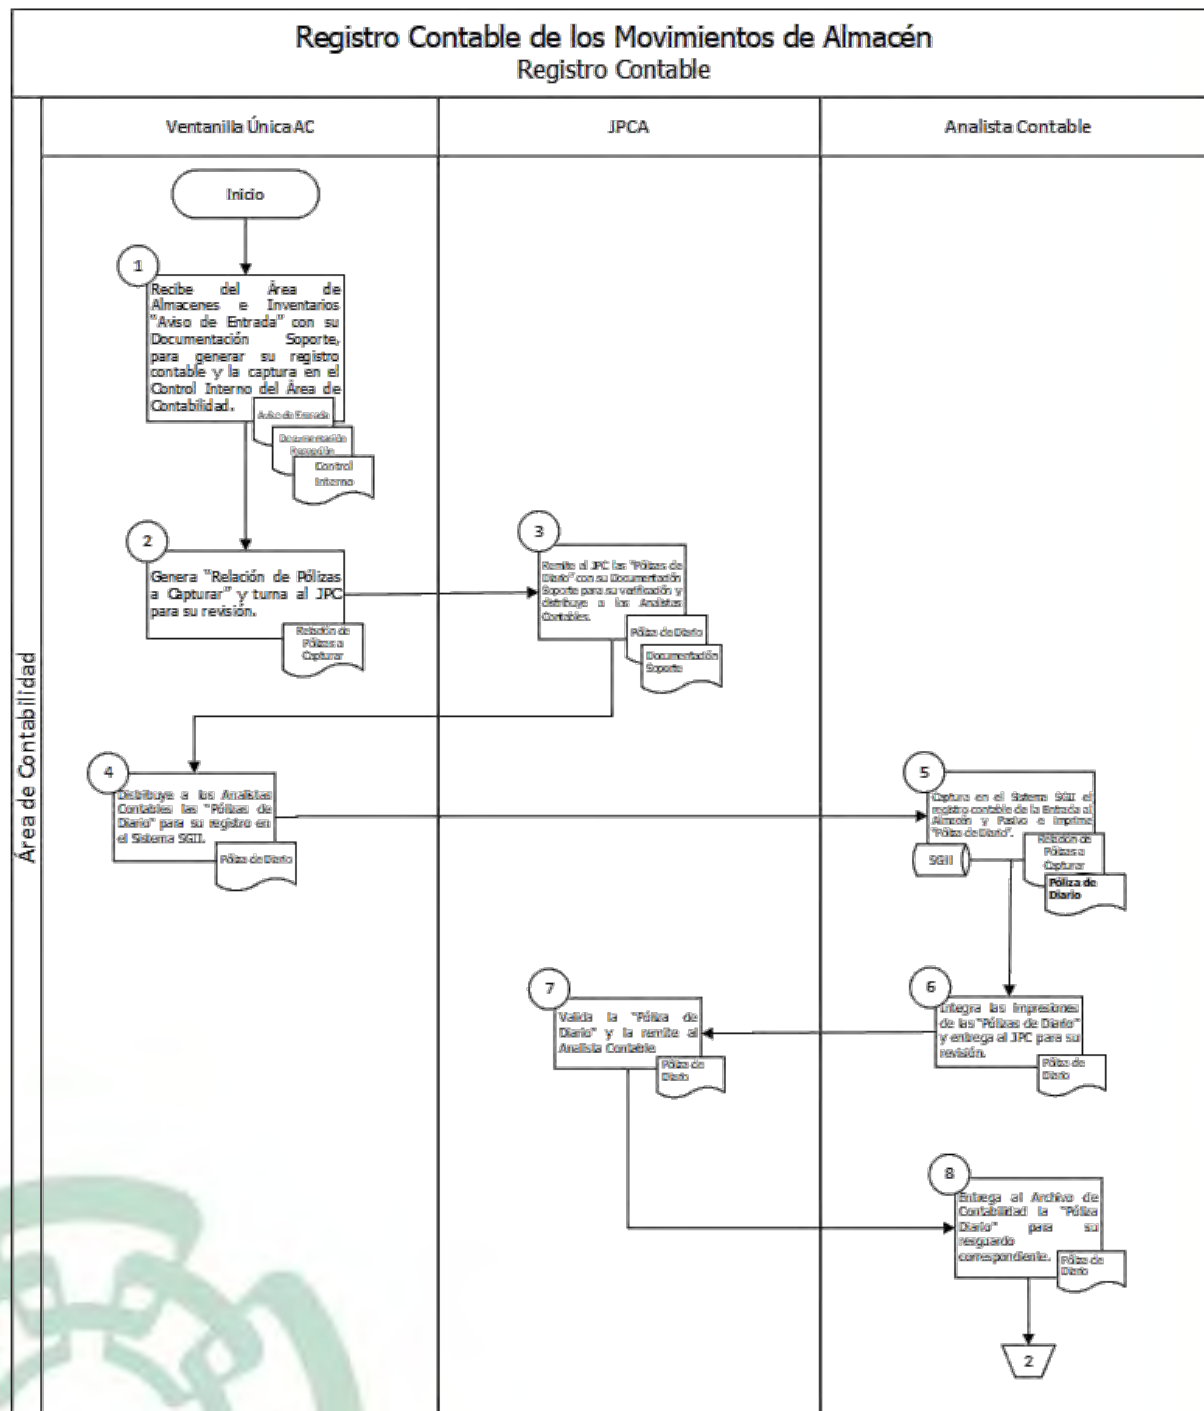 Registro Contable de los Movimientos de Almacén
Registro Contable
Ventanilla Única AC
JPCA
Analista Contable
Área de Contabilidad
Inicio
1
Recibe del Área de
Almacenes e Inventarios
"Aviso de Entrada" con su
Documentación Soporte,
para generar su registro
contable y la captura en el
Control Interno del Área de
Contabilidad.
Aviso de Entrada
Documentación
Recepción
Control
Interno
2
Genera "Relación de Pólizas
a Capturar" y turna al JPC
para su revisión.
Relación de
Pólizas a
Capturar
3
Remite al JPC las "Pólizas de
Diario" con su Documentación
Soporte para su verificación y
distribuye a los Analistas
Contables.
Póliza de Diario
Documentación
Soporte
4
Distribuye a los Analistas
Contables las "Pólizas de
Diario" para su registro en
el Sistema SGII.
Póliza de Diario
5
Captura en el Sistema SGII el
registro contable de la Entrada al
Almacén y Pasivo e Imprime
"Póliza de Diario".
SGII
Relación de
Pólizas a
Capturar
Póliza de
Diario
6
Integra las impresiones
de las "Pólizas de Diario"
y entrega al JPC para su
revisión.
Póliza de
Diario
7
Valida la "Póliza de
Diario" y la remite al
Analista Contable.
Póliza de
Diario
8
Entrega al Archivo de
Contabilidad la "Póliza
Diario" para su
resguardo
correspondiente.
Póliza de
Diario
2